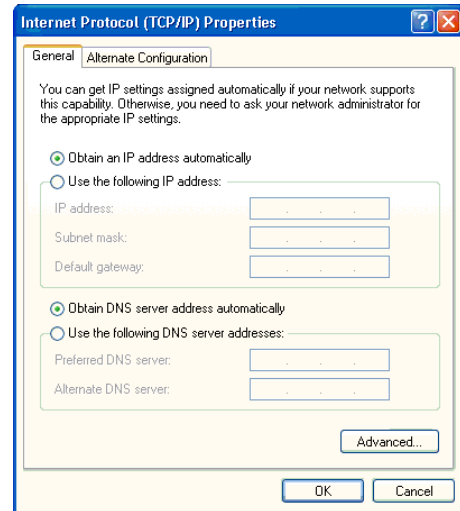 Internet Protocol (TCP/IP) Properties
General
Alternate Configuration
You can get IP settings assigned automatically if your network supports
this capability. Otherwise, you need to ask your network administrator for
the appropriate IP settings.
Obtain an IP address automatically
Use the following IP address:
IP address:
Subnet mask:
Default gateway:
Obtain DNS server address automatically
Use the following DNS server addresses:
Preferred DNS server:
Alternate DNS server:
Advanced...
OK
Cancel